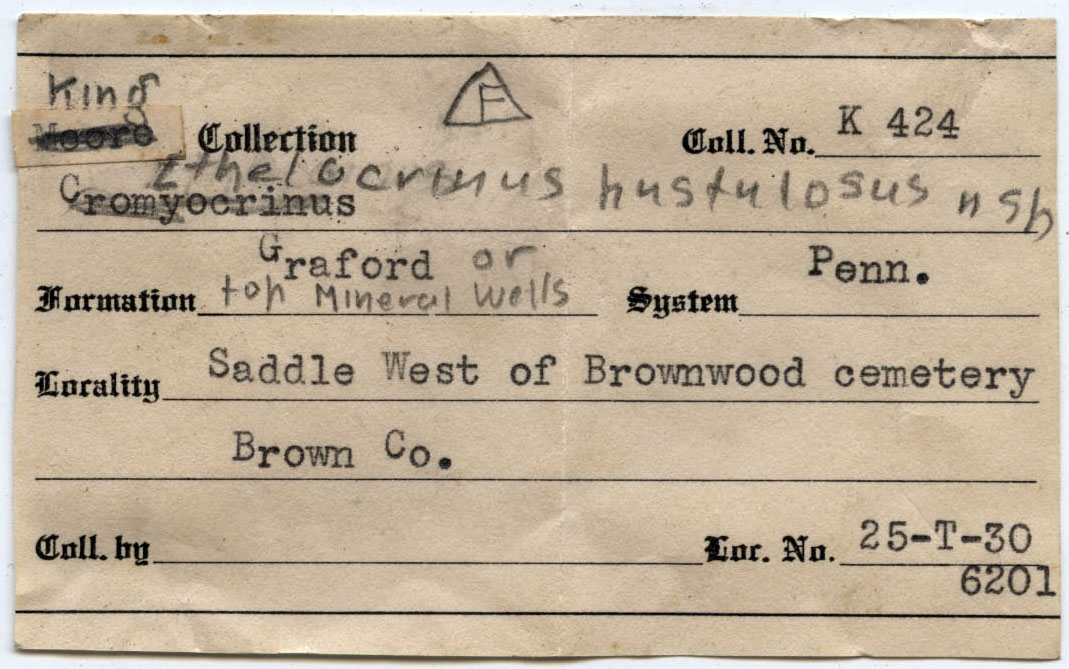 King
F
Moore Collection Coll. No. K 424
Ethelocrinus hustulosus n sp
Cromyocrinus
Graford or
Formation top Mineral Wells System Penn.
Locality Saddle West of Brownwood cemetery
Brown Co.
Coll. by Loc. No. 25-T-30
6201